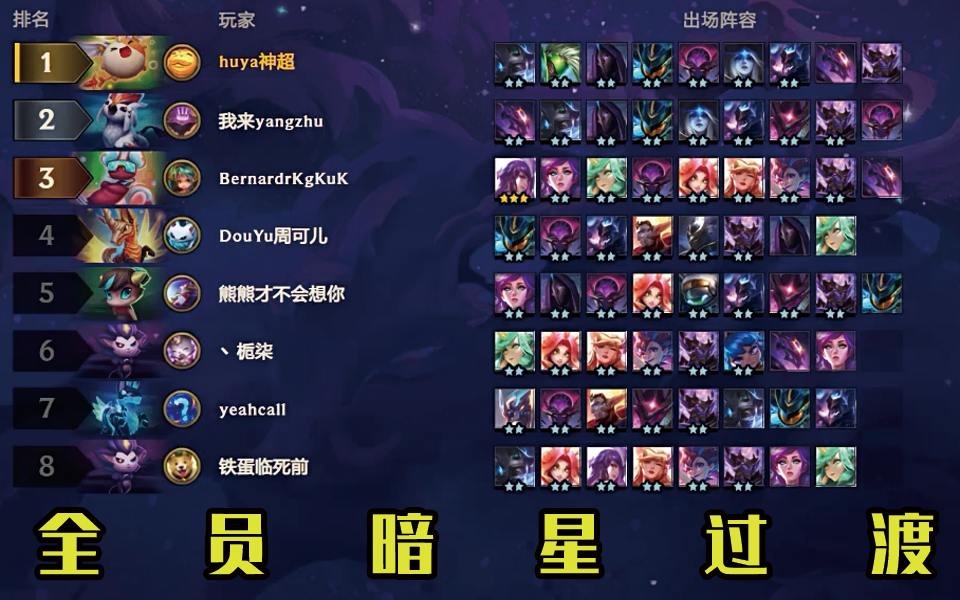 排名 玩家 出场阵容
1 huya神超
2 我来yangzhu
3 BernardrKgKuK
4 DouYu周可儿
5 熊熊才不会想你
6 丶栀柒
7 yeahcall
8 铁蛋临死前
全员暗星过渡